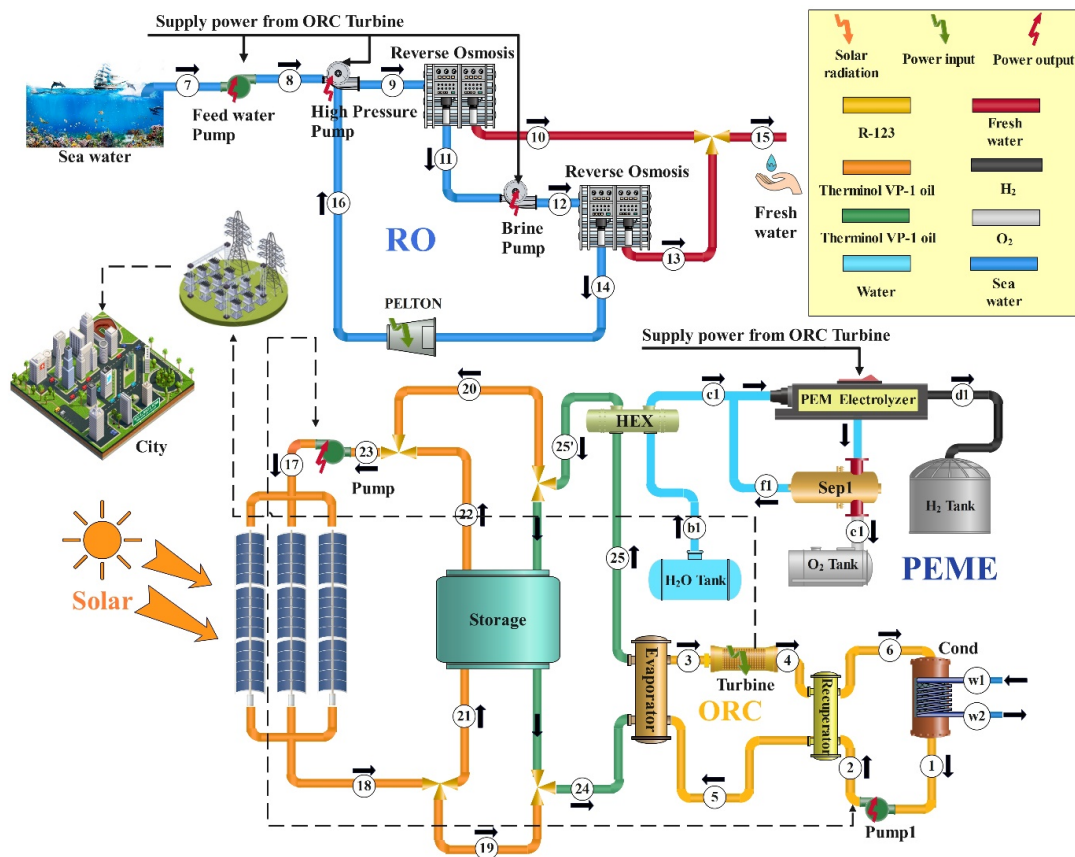 Supply power from ORC Turbine
7
8
9
Reverse Osmosis
Feed water
Pump
High Pressure
Pump
Sea water
10
15
11
Reverse Osmosis
12
16
RO
Brine
Pump
Fresh
water
13
14
PELTON
Solar
radiation
Power input
Power output
R-123
Fresh
water
Therminol VP-1 oil
H₂
Therminol VP-1 oil
O₂
Water
Sea
water
City
Supply power from ORC Turbine
20
c1
PEM Electrolyzer
d1
HEX
17
23
25'
Pump
f1
Sep1
H₂ Tank
22
b1
e1
25
H₂O Tank
O₂ Tank
PEME
Solar
Storage
Evaporator
3
4
6
Cond
Turbine
w1
ORC
Recuperator
w2
21
18
24
5
2
1
Pump1
19